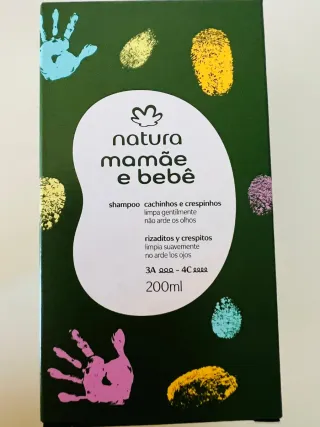 natura
mamãe
e bebê
shampoo cachinhos e crespinhos
limpa gentilmente
não arde os olhos
rizaditos y crespitos
limpia suavemente
no arde los ojos
3A - 4C
200ml